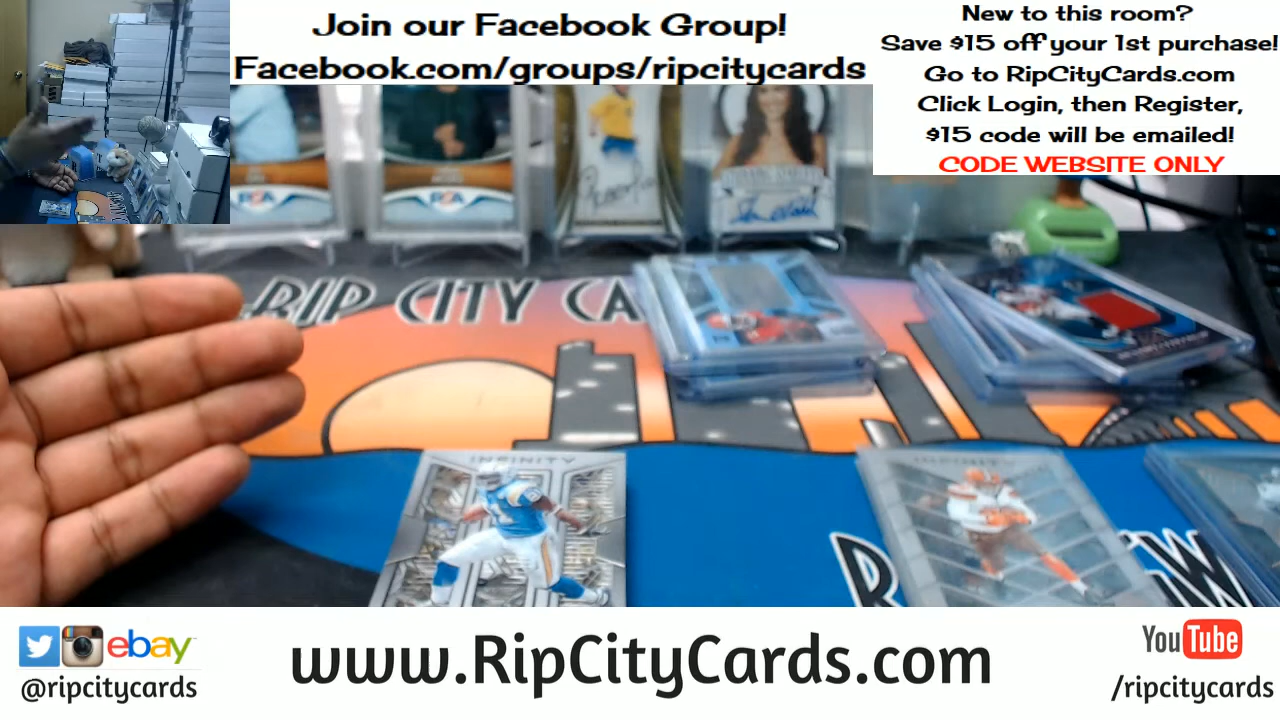 Join our Facebook Group!
Facebook.com/groups/ripcitycards
New to this room?
Save $15 off your 1st purchase!
Go to RipCityCards.com
Click Login, then Register,
$15 code will be emailed!
CODE WEBSITE ONLY
RIP CITY CA
INFINITY
INFINITY
ebay
@ripcitycards
www.RipCityCards.com
YouTube
/ripcitycards